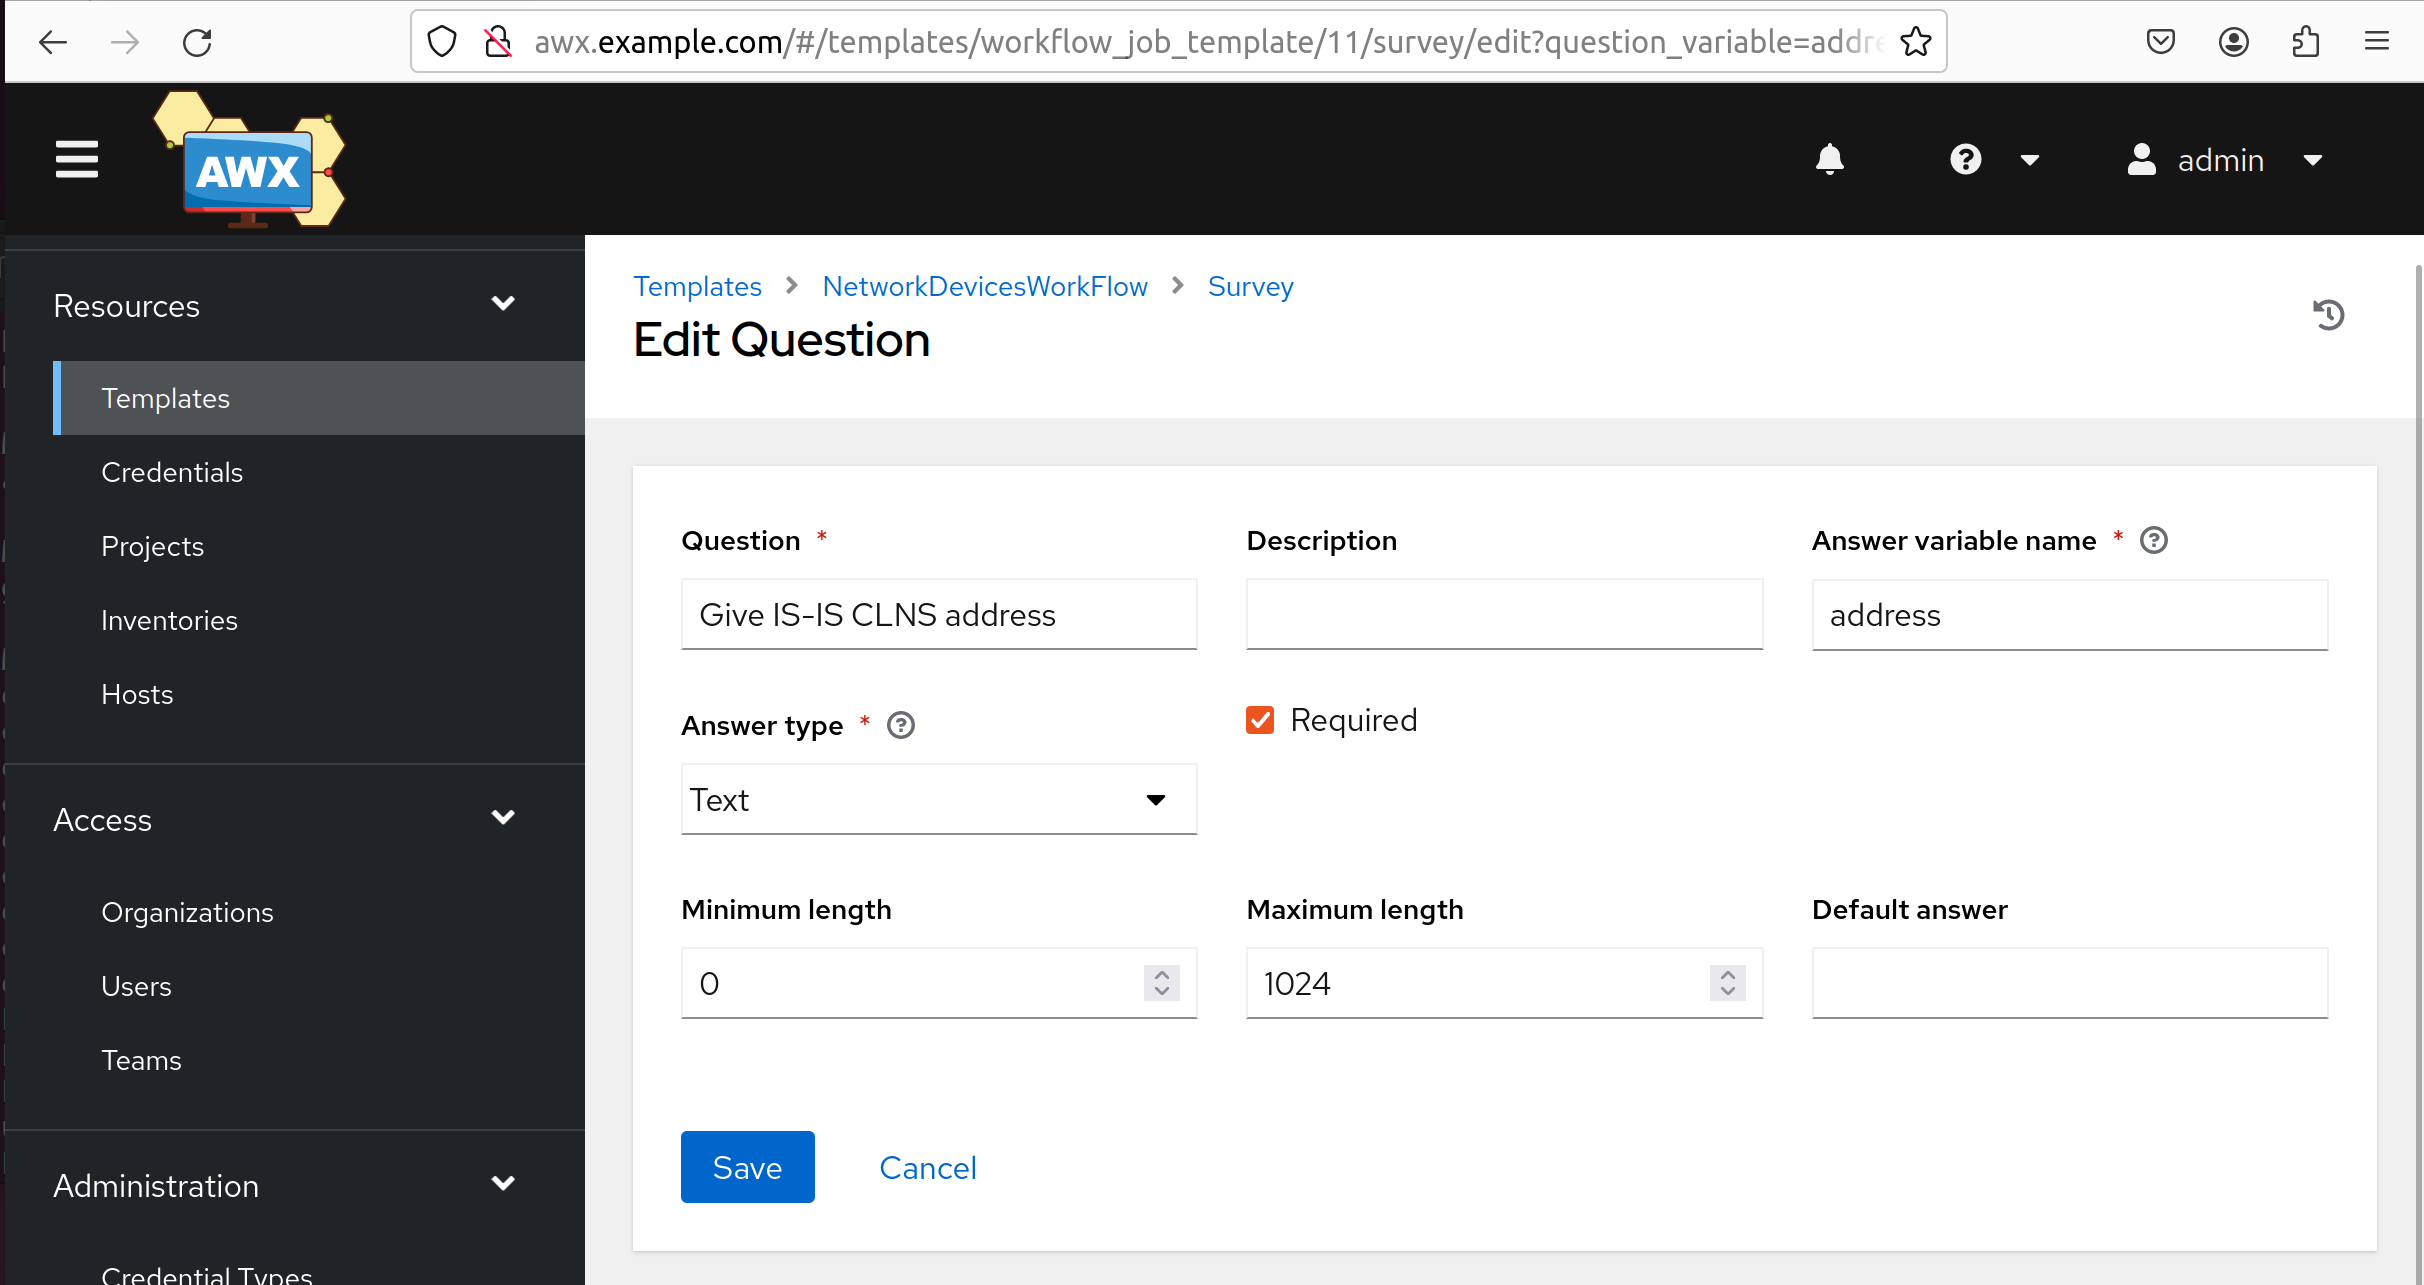 awx.example.com/#/templates/workflow_job_template/11/survey/edit?question_variable=addre
AWX
admin
Resources
Templates
Credentials
Projects
Inventories
Hosts
Access
Organizations
Users
Teams
Administration
Credential Types
Templates > NetworkDevicesWorkFlow > Survey
Edit Question
Question * Description Answer variable name *
Give IS-IS CLNS address address
Answer type * Required
Text
Minimum length Maximum length Default answer
0 1024
Save Cancel